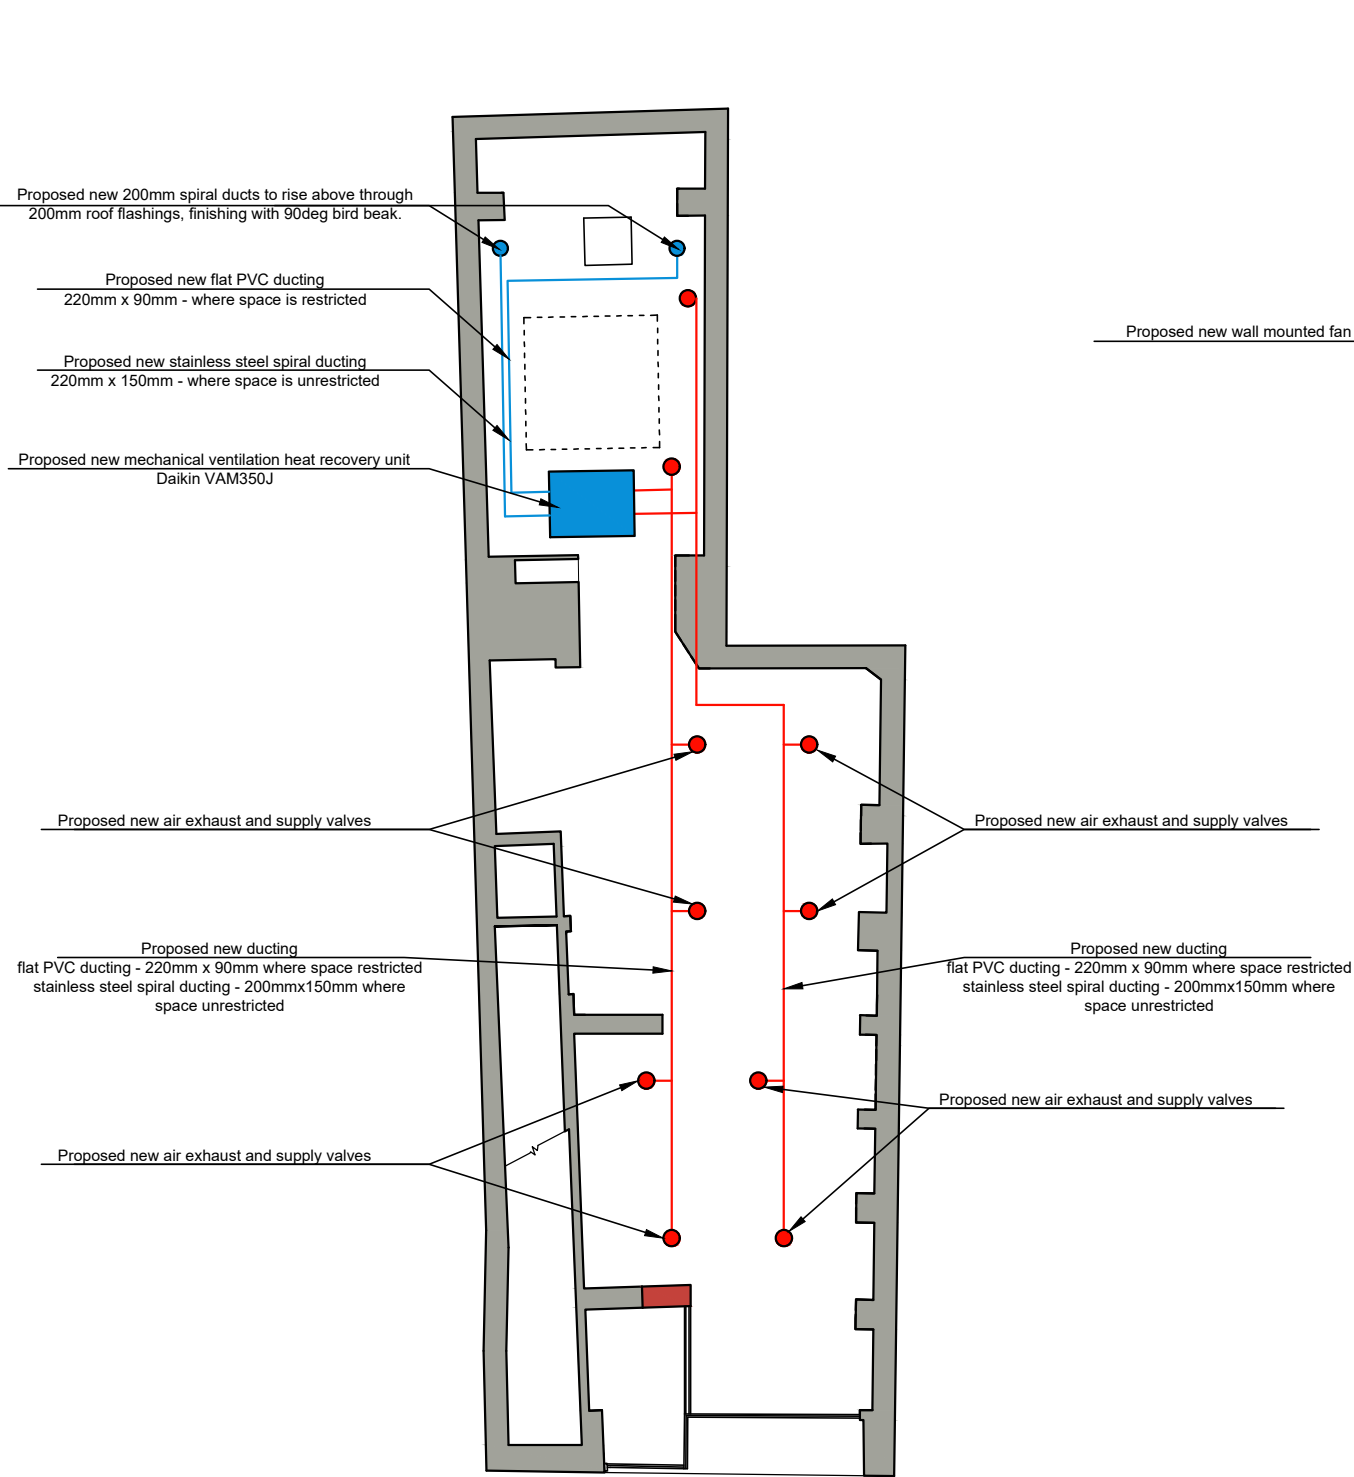 Proposed new 200mm spiral ducts to rise above through
200mm roof flashings, finishing with 90deg bird beak.
Proposed new flat PVC ducting
220mm x 90mm - where space is restricted
Proposed new wall mounted fan
Proposed new stainless steel spiral ducting
220mm x 150mm - where space is unrestricted
Proposed new mechanical ventilation heat recovery unit
Daikin VAM350J
Proposed new air exhaust and supply valves
Proposed new air exhaust and supply valves
Proposed new ducting
flat PVC ducting - 220mm x 90mm where space restricted
stainless steel spiral ducting - 200mmx150mm where
space unrestricted
Proposed new ducting
flat PVC ducting - 220mm x 90mm where space restricted
stainless steel spiral ducting - 200mmx150mm where
space unrestricted
Proposed new air exhaust and supply valves
Proposed new air exhaust and supply valves